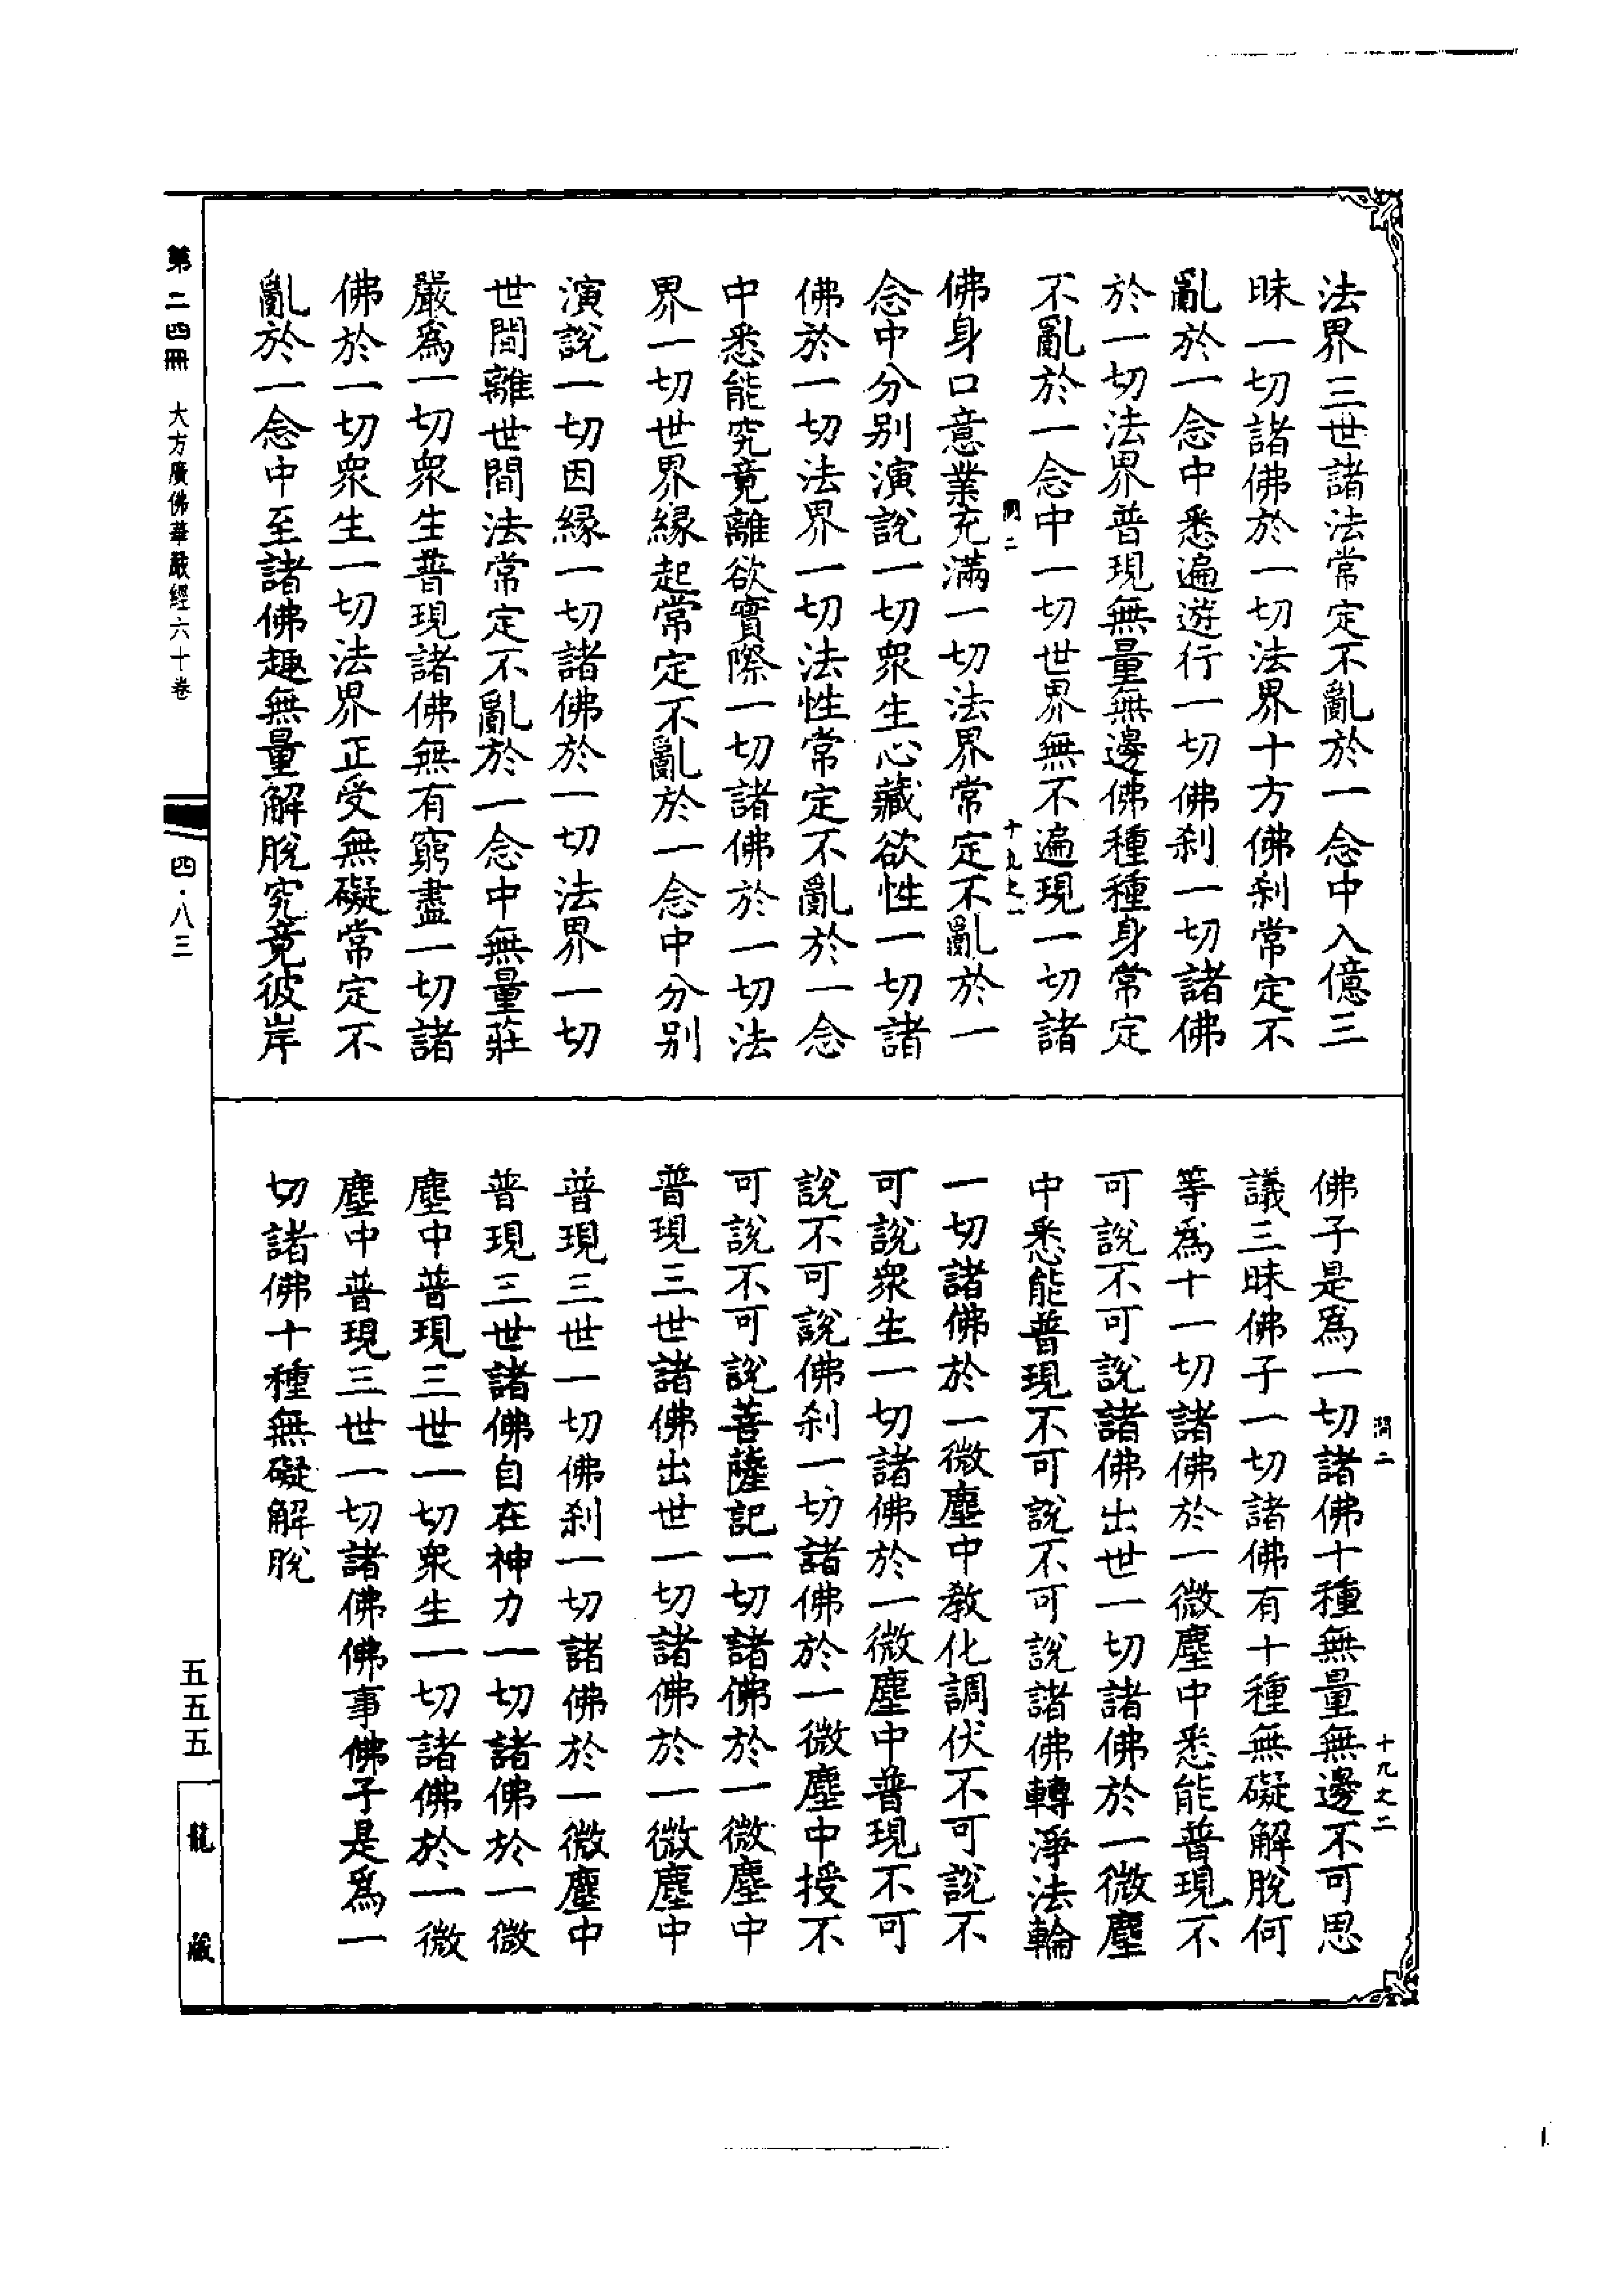 法界三世諸法常定不亂於一念中入億三
昧一切諸佛於一切法界十方佛刹常定不
亂於一念中悉遍遊行一切佛刹一切諸佛
於一切法界普現無量無邊佛種種身常定
不亂於一念中一切世界無不遍現一切諸
佛身口意業充滿一切法界常定不亂於一
念中分别演說一切衆生心藏欲性一切諸
佛於一切法界一切法性常定不亂於一念
中悉能究竟離欲實際一切諸佛於一切法
界一切世界縁起常定不亂於一念中分别
演說一切因縁一切諸佛於一切法界一切
世間離世間法常定不亂於一念中無量莊
嚴爲一切衆生普現諸佛無有窮盡一切諸
佛於一切衆生一切法界正受無礙常定不
亂於一念中至諸佛趣無量解脫究竟彼岸
佛子是爲一切諸佛十種無量無邊不可思
議三昧佛子一切諸佛有十種無礙解脫何
等爲十一切諸佛於一微塵中悉能普現不
可說不可說諸佛出世一切諸佛於一微塵
中悉能普現不可說不可說諸佛轉淨法輪
一切諸佛於一微塵中教化調伏不可說不
可說衆生一切諸佛於一微塵中普現不可
說不可說佛刹一切諸佛於一微塵中授不
可說不可說菩薩記一切諸佛於一微塵中
普現三世諸佛出世一切諸佛於一微塵中
普現三世一切佛刹一切諸佛於一微塵中
普現三世諸佛自在神力一切諸佛於一微
塵中普現三世一切衆生一切諸佛於一微
塵中普現三世一切諸佛佛事佛子是爲一
切諸佛十種無礙解脫
二
十九之一
二
十九之二
第二四冊 大方廣佛華嚴經六十卷
四·八三
五五五
龍藏